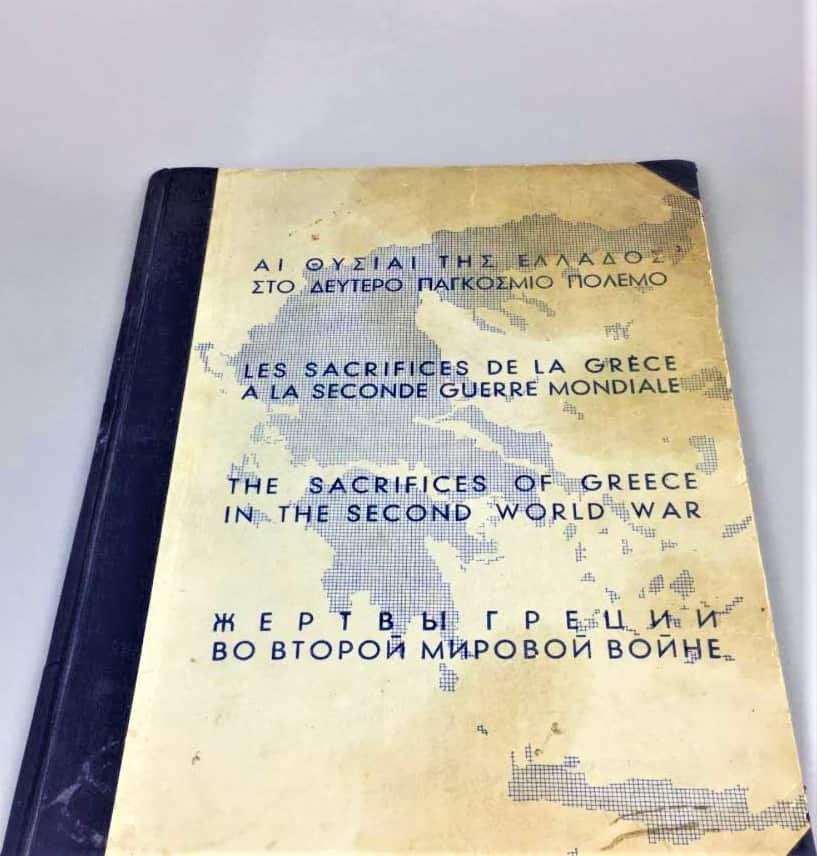 ΑΙ ΘΥΣΙΑΙ ΤΗΣ ΕΛΛΑΔΟΣ
ΣΤΟ ΔΕΥΤΕΡΟ ΠΑΓΚΟΣΜΙΟ ΠΟΛΕΜΟ
LES SACRIFICES DE LA GRÈCE
A LA SECONDE GUERRE MONDIALE
THE SACRIFICES OF GREECE
IN THE SECOND WORLD WAR
ЖЕРТВЫ ГРЕЦИИ
ВО ВТОРОЙ МИРОВОЙ ВОЙНЕ